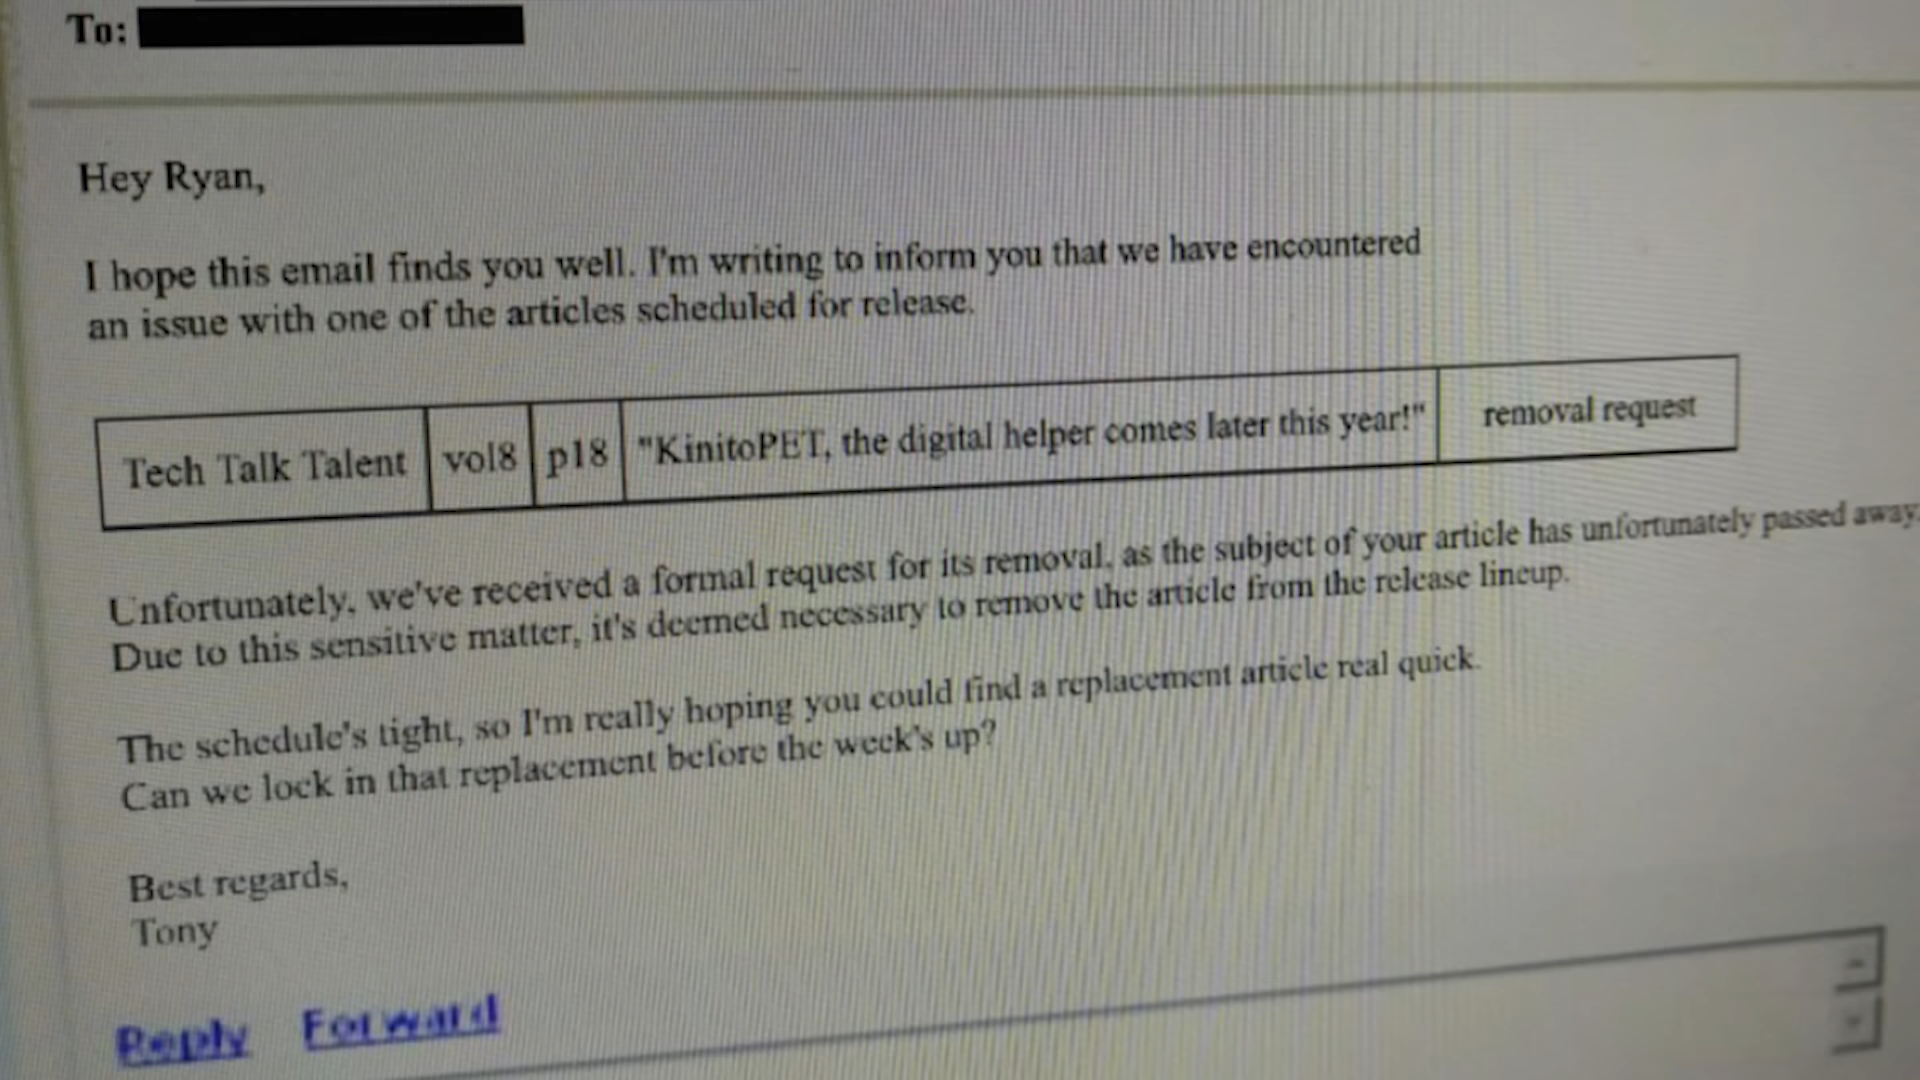 To:
Hey Ryan,
I hope this email finds you well. I'm writing to inform you that we have encountered
an issue with one of the articles scheduled for release.
Tech Talk Talent vol8 p18 "KinitoPET, the digital helper comes later this year!" removal request
Unfortunately, we've received a formal request for its removal, as the subject of your article has unfortunately passed away.
Due to this sensitive matter, it's deemed necessary to remove the article from the release lineup.
The schedule's tight, so I'm really hoping you could find a replacement article real quick.
Can we lock in that replacement before the week's up?
Best regards,
Tony
Reply Forward